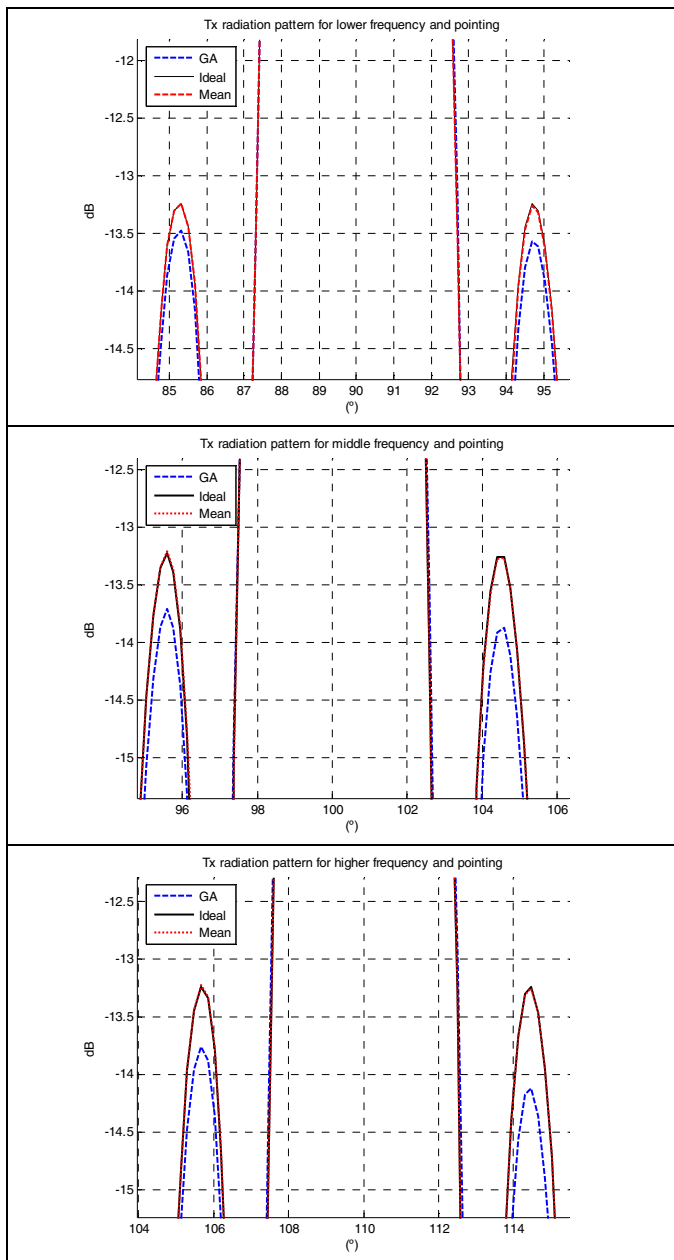 Tx radiation pattern for lower frequency and pointing
GA
Ideal
Mean
-12
-12.5
-13
-13.5
-14
-14.5
dB
85 86 87 88 89 90 91 92 93 94 95
(º)
Tx radiation pattern for middle frequency and pointing
GA
Ideal
Mean
-12.5
-13
-13.5
-14
-14.5
-15
dB
96 98 100 102 104 106
(º)
Tx radiation pattern for higher frequency and pointing
GA
Ideal
Mean
-12.5
-13
-13.5
-14
-14.5
-15
dB
104 106 108 110 112 114
(º)